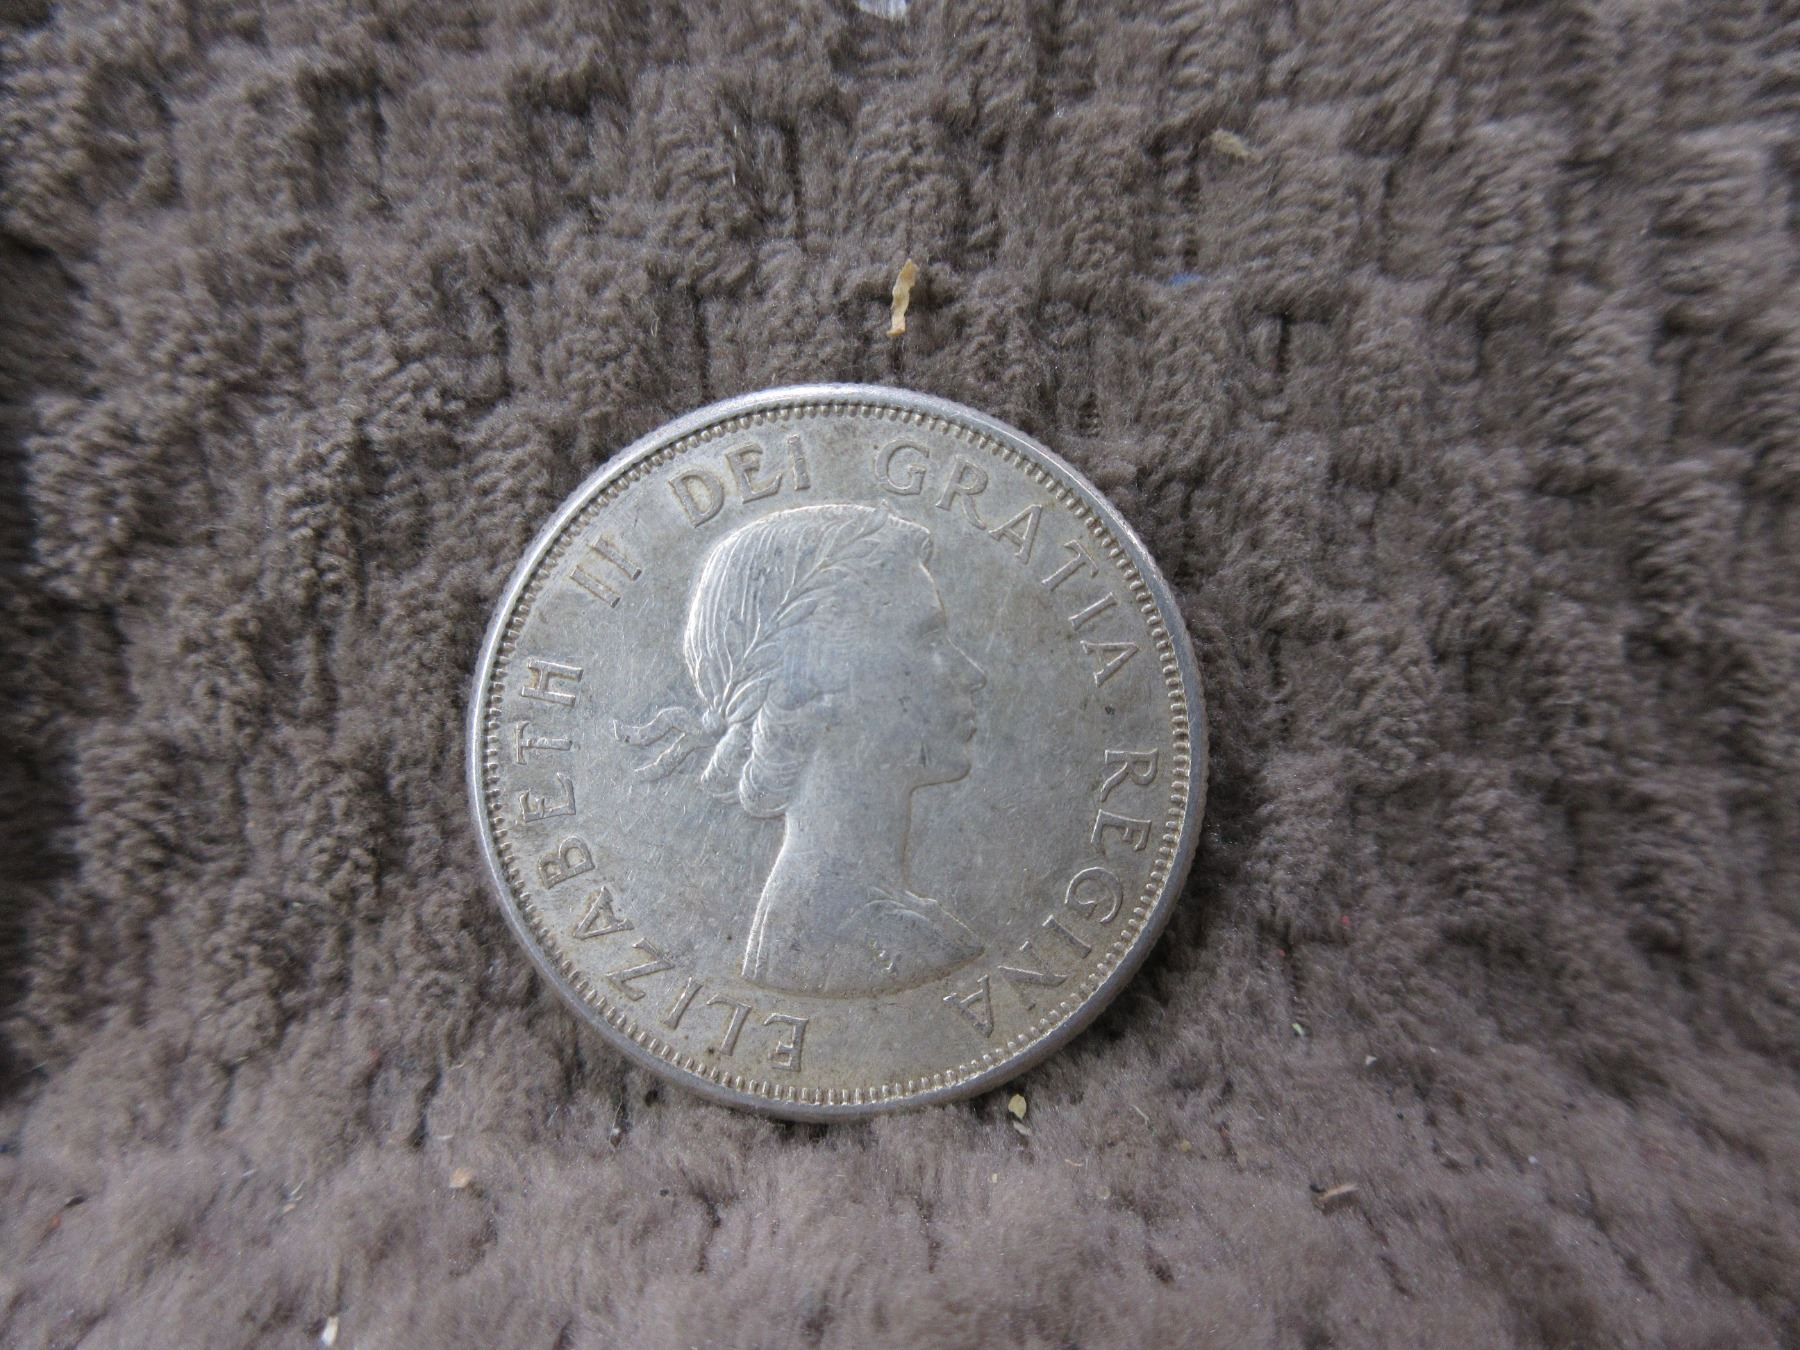 ELIZABETH II DEI GRATIA REGINA